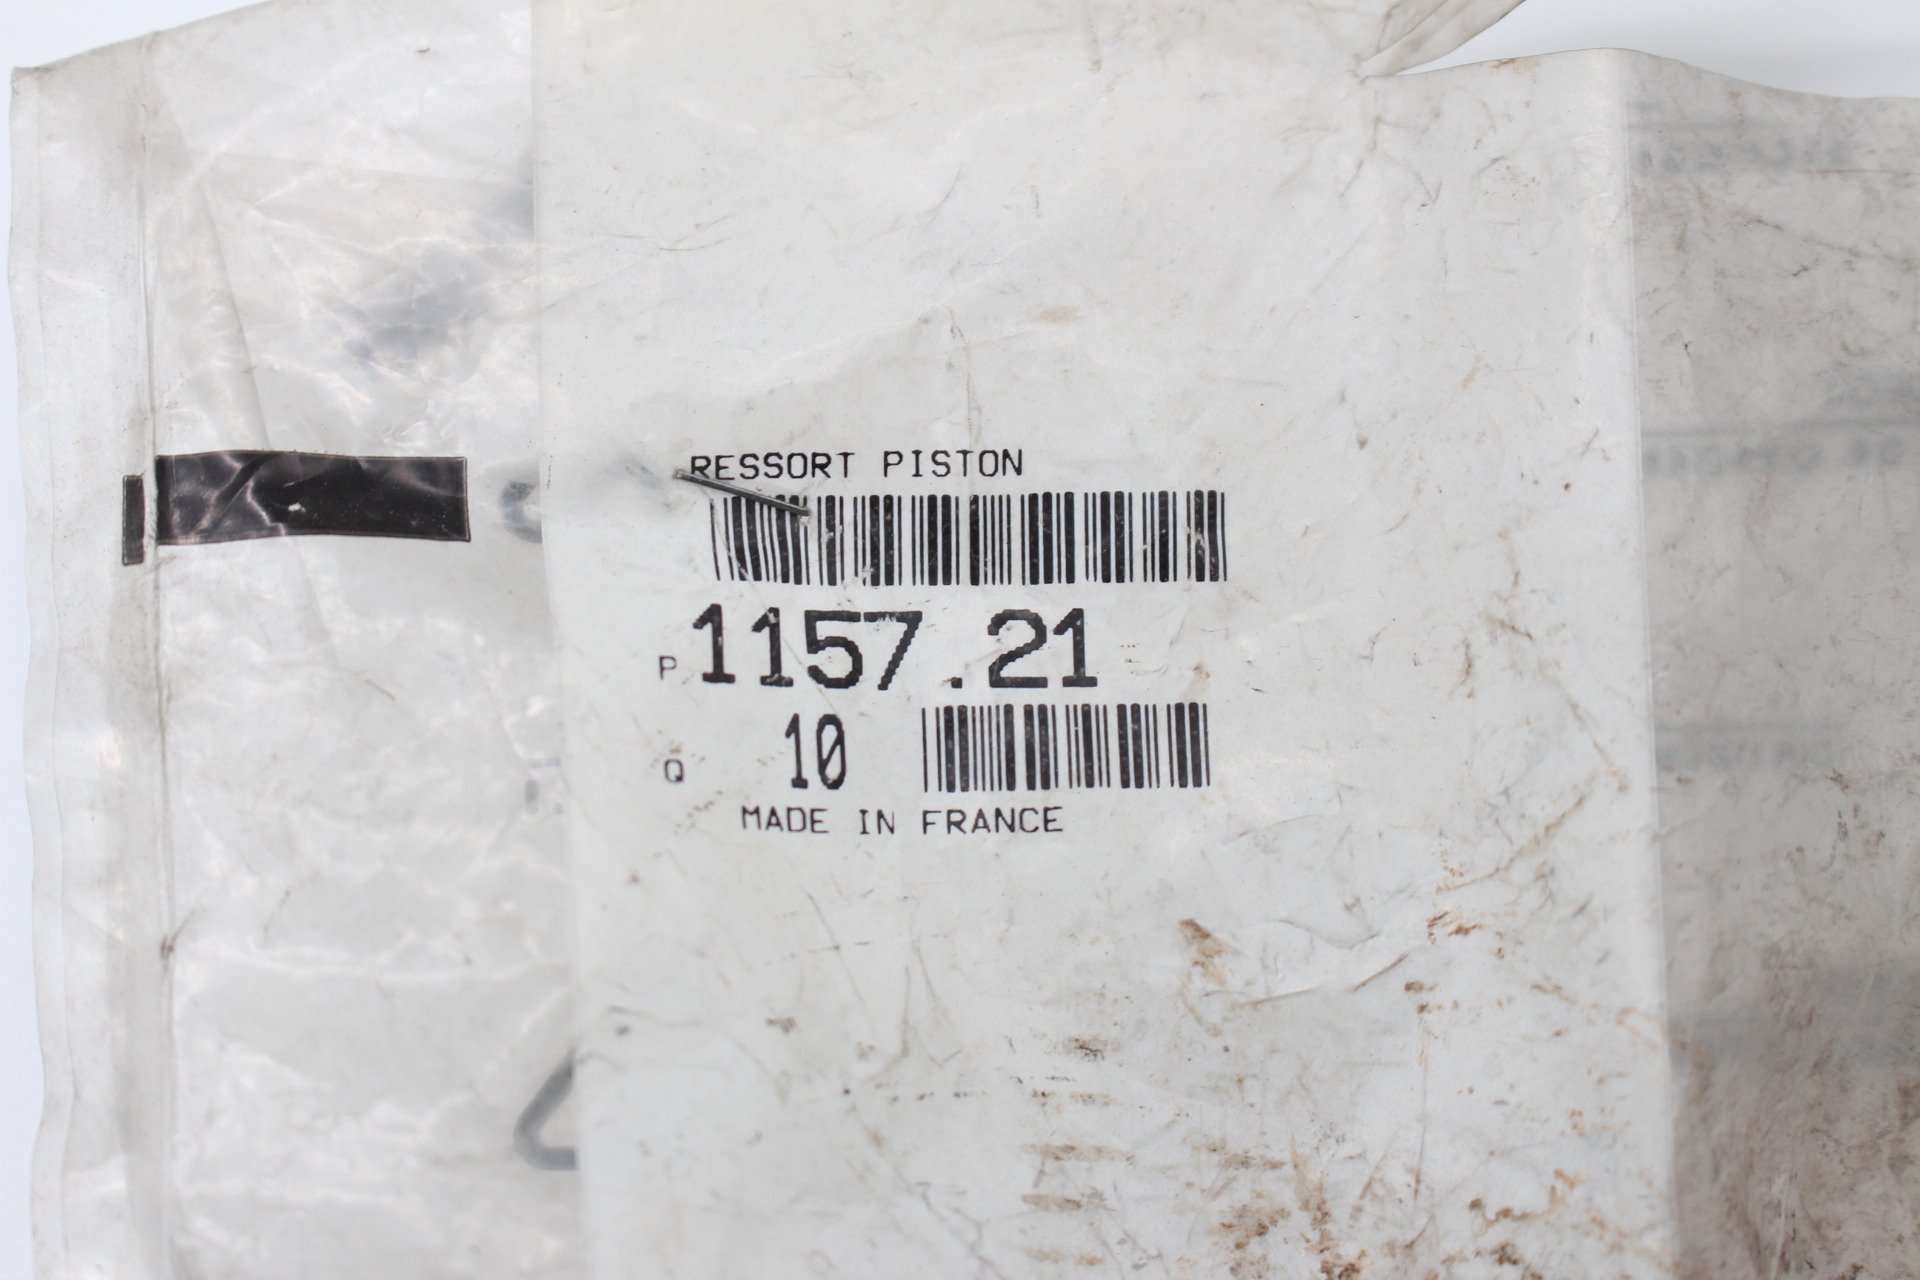 RESSORT PISTON
P 1157.21
Q 10
MADE IN FRANCE